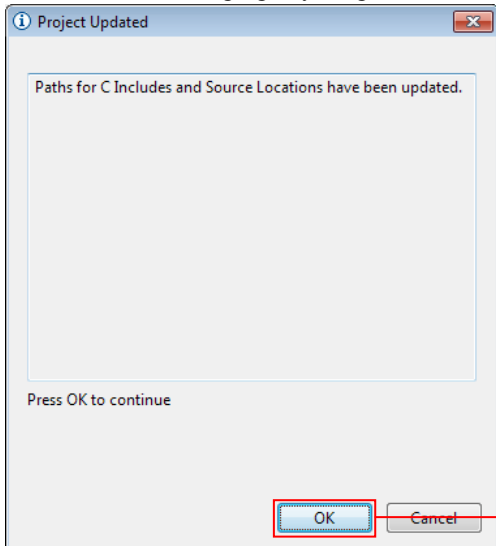 Project Updated
Paths for C Includes and Source Locations have been updated.
Press OK to continue
OK
Cancel